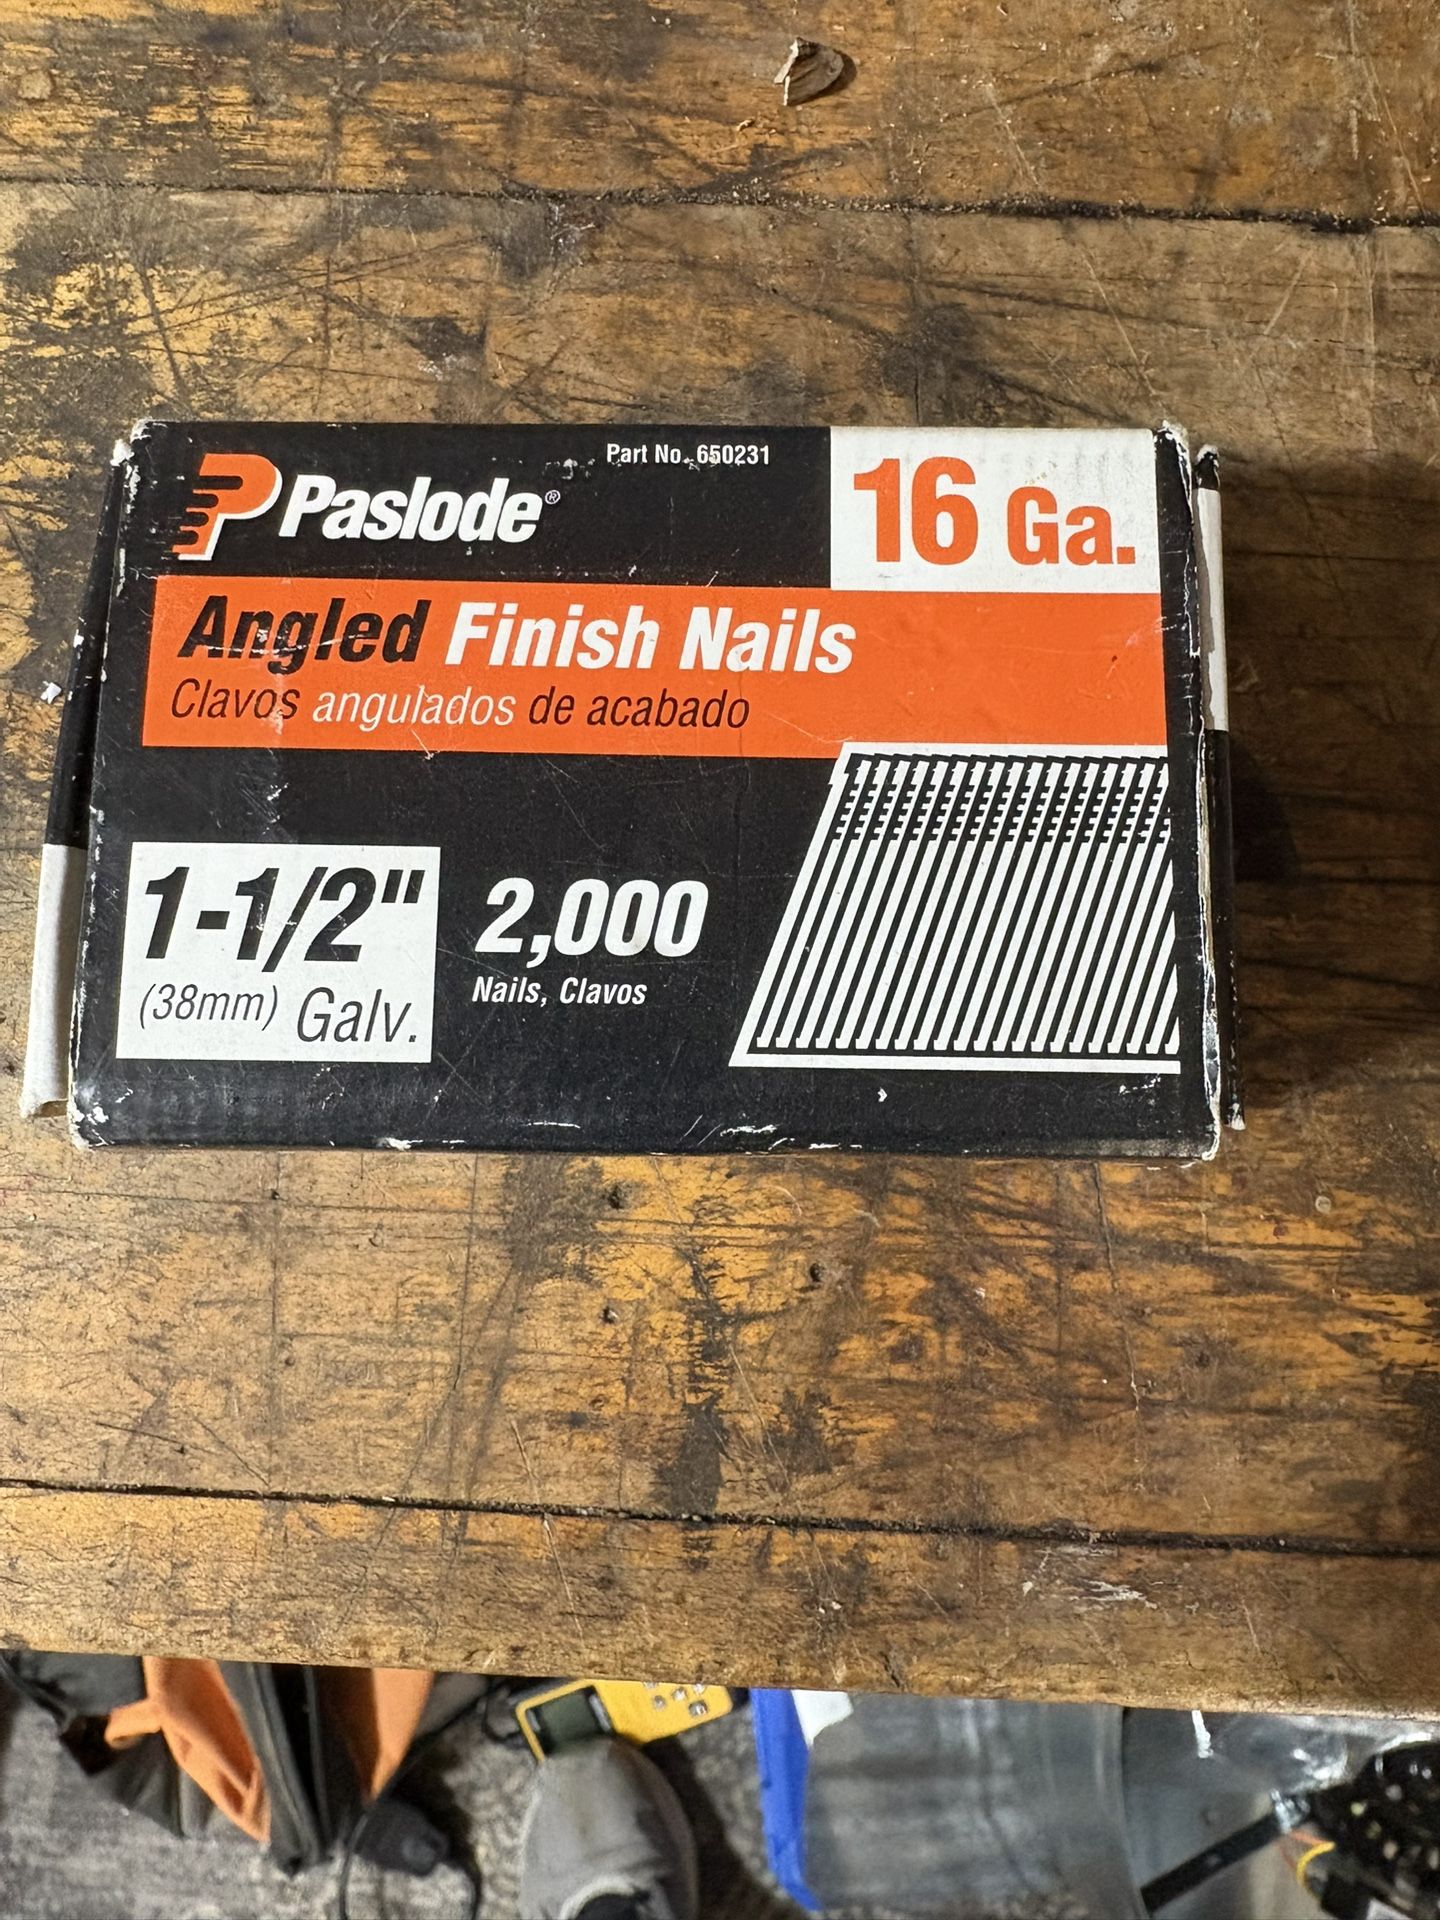 Part No. 650231
Paslode®
16 Ga.
Angled Finish Nails
Clavos angulados de acabado
1-1/2"
(38mm) Galv.
2,000
Nails, Clavos